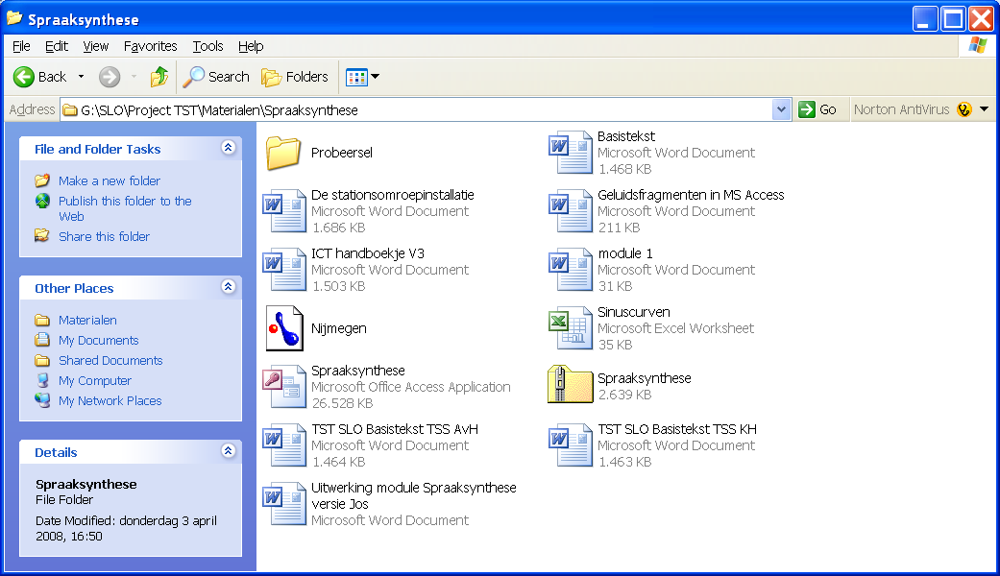 Spraaksynthese
File Edit View Favorites Tools Help
Back Search Folders
Address G:\SLO\Project TST\Materialen\Spraaksynthese Go Norton AntiVirus
File and Folder Tasks
Make a new folder
Publish this folder to the
Web
Share this folder
Other Places
Materialen
My Documents
Shared Documents
My Computer
My Network Places
Details
Spraaksynthese
File Folder
Date Modified: donderdag 3 april
2008, 16:50
Probeersel
Basistekst
Microsoft Word Document
1.468 KB
De stationsomroepinstallatie
Microsoft Word Document
1.686 KB
Geluidsfragmenten in MS Access
Microsoft Word Document
211 KB
ICT handboekje V3
Microsoft Word Document
1.503 KB
module 1
Microsoft Word Document
31 KB
Nijmegen
Sinuscurven
Microsoft Excel Worksheet
35 KB
Spraaksynthese
Microsoft Office Access Application
26.528 KB
Spraaksynthese
2.639 KB
TST SLO Basistekst TSS AvH
Microsoft Word Document
1.464 KB
TST SLO Basistekst TSS KH
Microsoft Word Document
1.463 KB
Uitwerking module Spraaksynthese
versie Jos
Microsoft Word Document